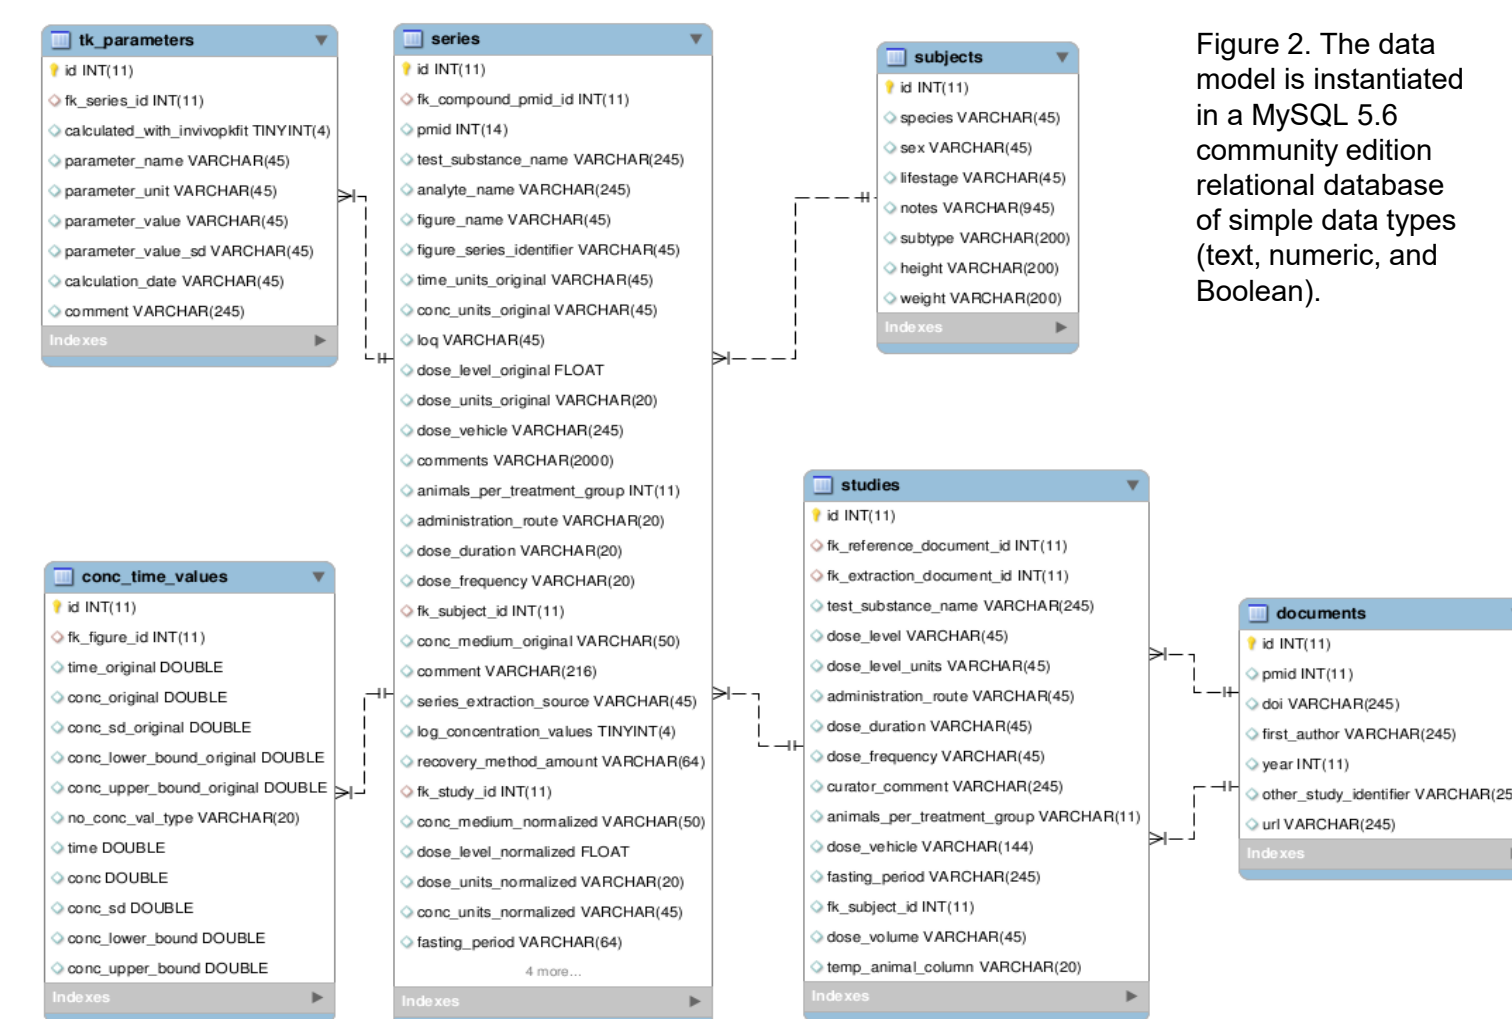 tk_parameters
id INT(11)
fk_series_id INT(11)
calculated_with_invivopkfit TINYINT(4)
parameter_name VARCHAR(45)
parameter_unit VARCHAR(45)
parameter_value VARCHAR(45)
parameter_value_sd VARCHAR(45)
calculation_date VARCHAR(45)
comment VARCHAR(245)
Indexes
series
id INT(11)
fk_compound_pmid_id INT(11)
pmid INT(14)
test_substance_name VARCHAR(245)
analyte_name VARCHAR(245)
figure_name VARCHAR(45)
figure_series_identifier VARCHAR(45)
time_units_original VARCHAR(45)
conc_units_original VARCHAR(45)
loq VARCHAR(45)
dose_level_original FLOAT
dose_units_original VARCHAR(20)
dose_vehicle VARCHAR(245)
comments VARCHAR(2000)
animals_per_treatment_group INT(11)
administration_route VARCHAR(20)
dose_duration VARCHAR(20)
dose_frequency VARCHAR(20)
fk_subject_id INT(11)
conc_medium_original VARCHAR(50)
comment VARCHAR(216)
series_extraction_source VARCHAR(45)
log_concentration_values TINYINT(4)
recovery_method_amount VARCHAR(64)
fk_study_id INT(11)
conc_medium_normalized VARCHAR(50)
dose_level_normalized FLOAT
dose_units_normalized VARCHAR(20)
conc_units_normalized VARCHAR(45)
fasting_period VARCHAR(64)
4 more...
Indexes
subjects
id INT(11)
species VARCHAR(45)
sex VARCHAR(45)
lifestage VARCHAR(45)
notes VARCHAR(945)
subtype VARCHAR(200)
height VARCHAR(200)
weight VARCHAR(200)
Indexes
Figure 2. The data
model is instantiated
in a MySQL 5.6
community edition
relational database
of simple data types
(text, numeric, and
Boolean).
conc_time_values
id INT(11)
fk_figure_id INT(11)
time_original DOUBLE
conc_original DOUBLE
conc_sd_original DOUBLE
conc_lower_bound_original DOUBLE
conc_upper_bound_original DOUBLE
no_conc_val_type VARCHAR(20)
time DOUBLE
conc DOUBLE
conc_sd DOUBLE
conc_lower_bound DOUBLE
conc_upper_bound DOUBLE
Indexes
studies
id INT(11)
fk_reference_document_id INT(11)
fk_extraction_document_id INT(11)
test_substance_name VARCHAR(245)
dose_level VARCHAR(45)
dose_level_units VARCHAR(45)
administration_route VARCHAR(45)
dose_duration VARCHAR(45)
dose_frequency VARCHAR(45)
curator_comment VARCHAR(245)
animals_per_treatment_group VARCHAR(11)
dose_vehicle VARCHAR(144)
fasting_period VARCHAR(245)
fk_subject_id INT(11)
dose_volume VARCHAR(45)
temp_animal_column VARCHAR(20)
Indexes
documents
id INT(11)
pmid INT(11)
doi VARCHAR(245)
first_author VARCHAR(245)
year INT(11)
other_study_identifier VARCHAR(25
url VARCHAR(245)
Indexes